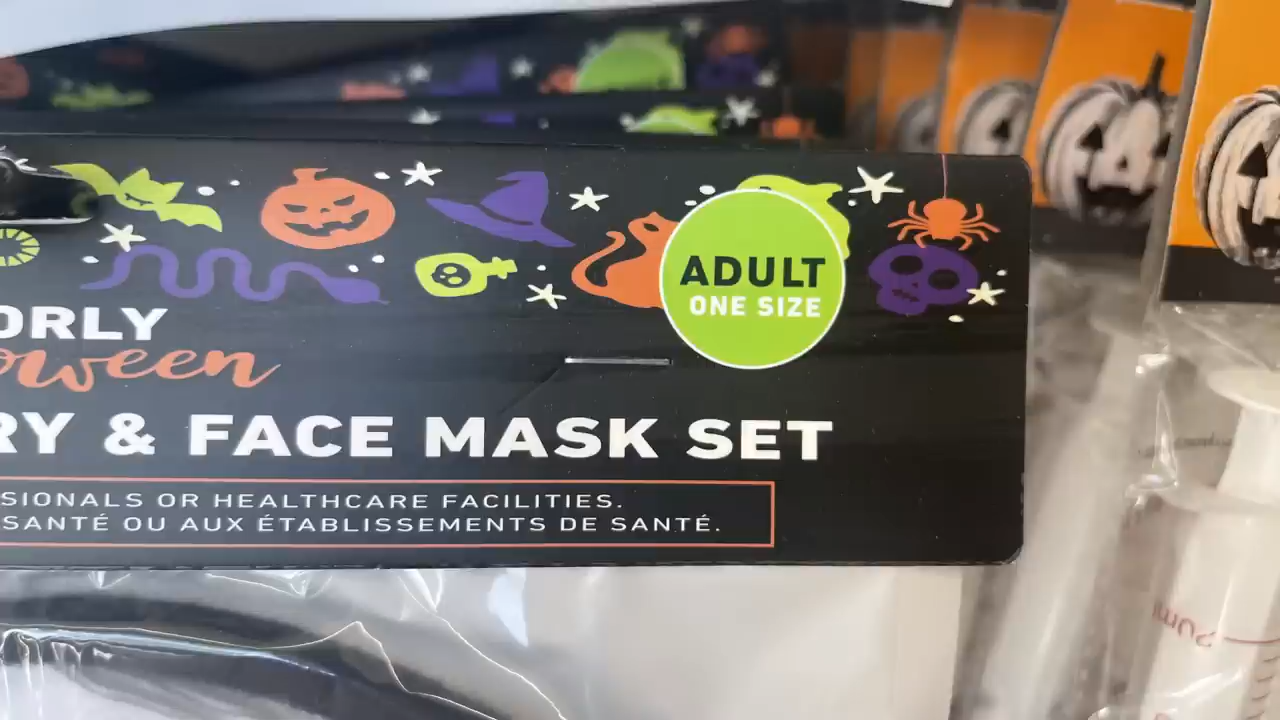 ADULT
ONE SIZE
ORLY
oween
RY & FACE MASK SET
SIONALS OR HEALTHCARE FACILITIES.
SANTÉ OU AUX ÉTABLISSEMENTS DE SANTÉ.